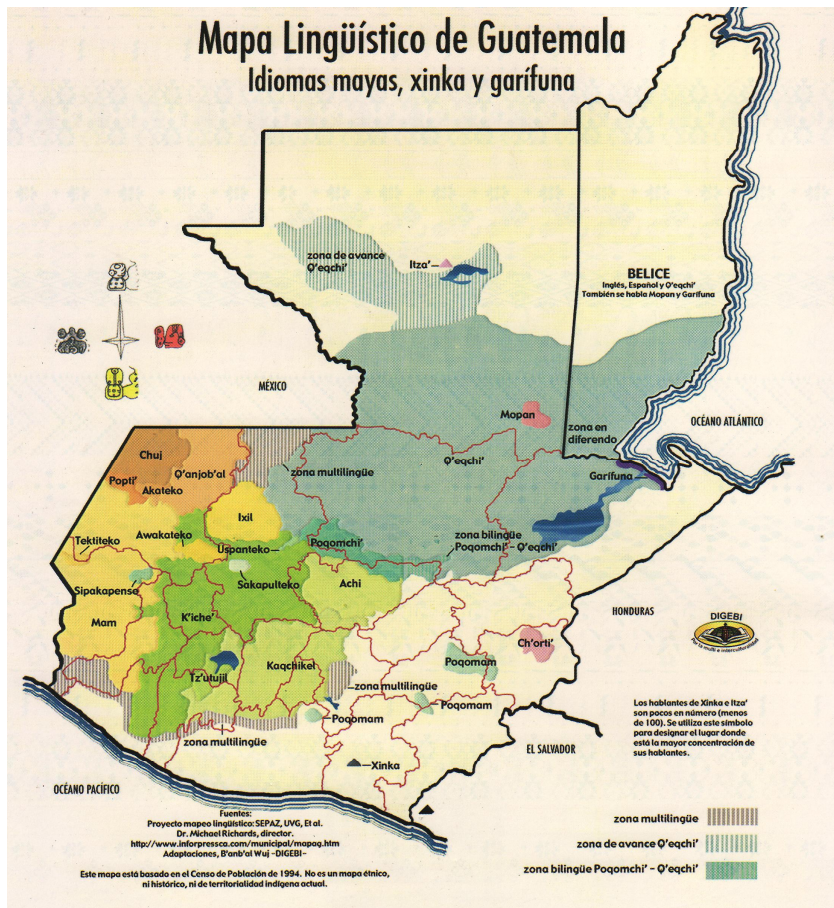 Mapa Lingüístico de Guatemala
Idiomas mayas, xinka y garífuna
zona de avance
Q'eqchi'
Itza'
BELICE
Inglés, Español y Q'eqchi'
También se habla Mopan y Garífuna
MÉXICO
Mopan
zona en
diferendo
OCÉANO ATLÁNTICO
Chuj
Q'anjob'al
Popti'
Akateko
zona multilingüe
Q'eqchi'
Garífuna
Ixil
Tektiteko
Awakateko
Uspanteko
Poqomchi'
zona bilingüe
Poqomchi' - Q'eqchi'
Sipakapense
Sakapulteko
Achi
Mam
K'iche'
HONDURAS
DIGEBI
Por la multi e interculturalidad
Ch'orti'
Kaqchikel
Poqomam
Tz'utujil
zona multilingüe
Poqomam
Poqomam
zona multilingüe
Los hablantes de Xinka e Itza'
son pocos en número (menos
de 100). Se utiliza este símbolo
para designar el lugar donde
está la mayor concentración de
sus hablantes.
EL SALVADOR
Xinka
OCÉANO PACÍFICO
Fuentes:
Proyecto mapeo lingüístico: SEPAZ, UVG, Et al.
Dr. Michael Richards, director.
http://www.inforpressca.com/municipal/mapaq.htm
Adaptaciones, B'anb'al Wuj -DIGEBI-
Este mapa está basado en el Censo de Población de 1994. No es un mapa étnico,
ni histórico, ni de territorialidad indígena actual.
zona multilingüe
zona de avance Q'eqchi'
zona bilingüe Poqomchi' - Q'eqchi'